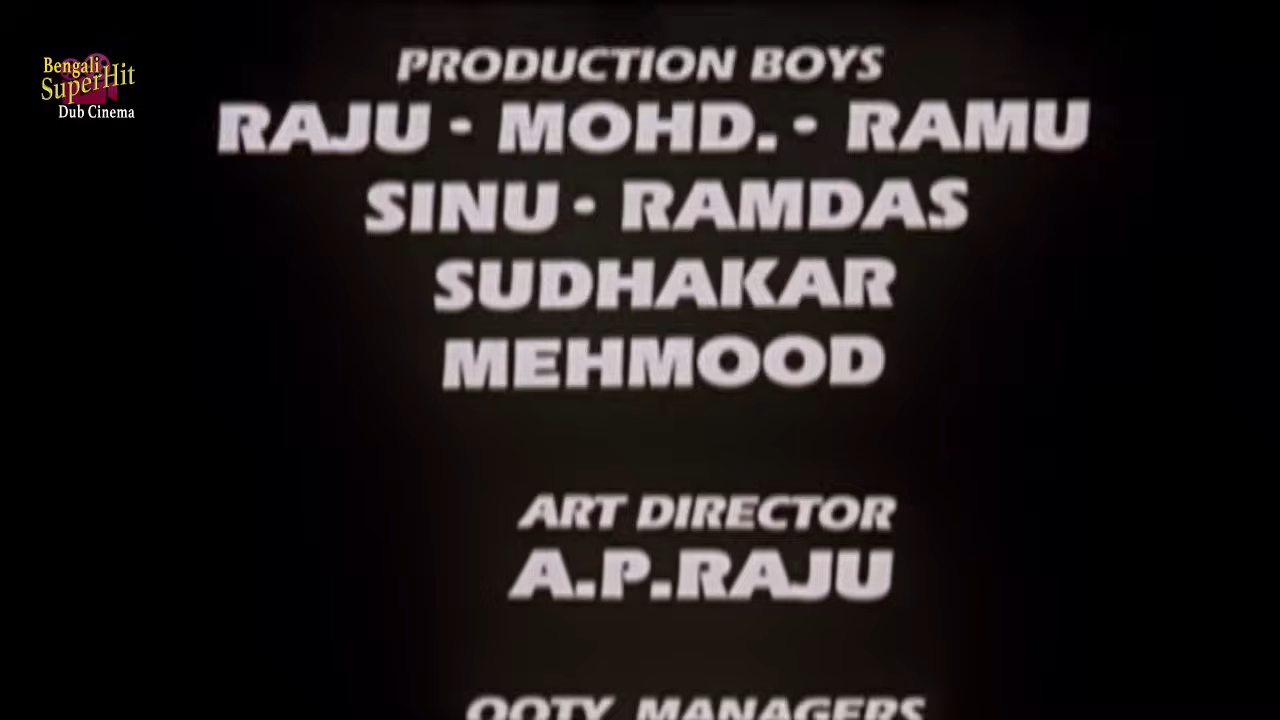 Bengali
SuperHit
Dub Cinema
PRODUCTION BOYS
RAJU · MOHD. · RAMU
SINU · RAMDAS
SUDHAKAR
MEHMOOD
ART DIRECTOR
A.P.RAJU
OOTY MANAGERS